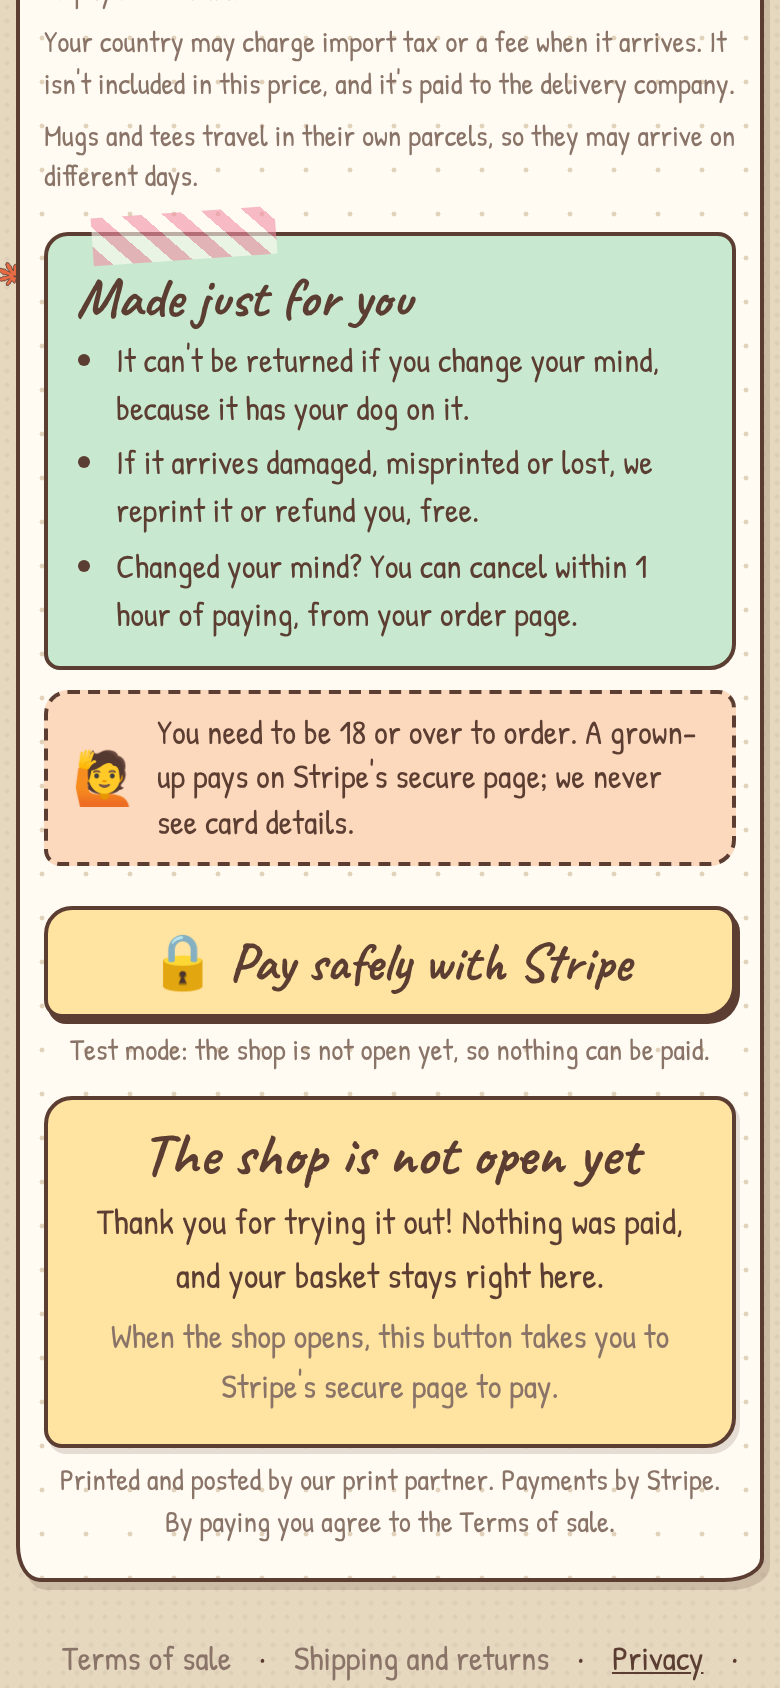 Your country may charge import tax or a fee when it arrives. It
isn't included in this price, and it's paid to the delivery company.
Mugs and tees travel in their own parcels, so they may arrive on
different days.
Made just for you
• It can't be returned if you change your mind,
because it has your dog on it.
• If it arrives damaged, misprinted or lost, we
reprint it or refund you, free.
• Changed your mind? You can cancel within 1
hour of paying, from your order page.
You need to be 18 or over to order. A grown-
up pays on Stripe's secure page; we never
see card details.
Pay safely with Stripe
Test mode: the shop is not open yet, so nothing can be paid.
The shop is not open yet
Thank you for trying it out! Nothing was paid,
and your basket stays right here.
When the shop opens, this button takes you to
Stripe's secure page to pay.
Printed and posted by our print partner. Payments by Stripe.
By paying you agree to the Terms of sale.
Terms of sale · Shipping and returns · Privacy ·